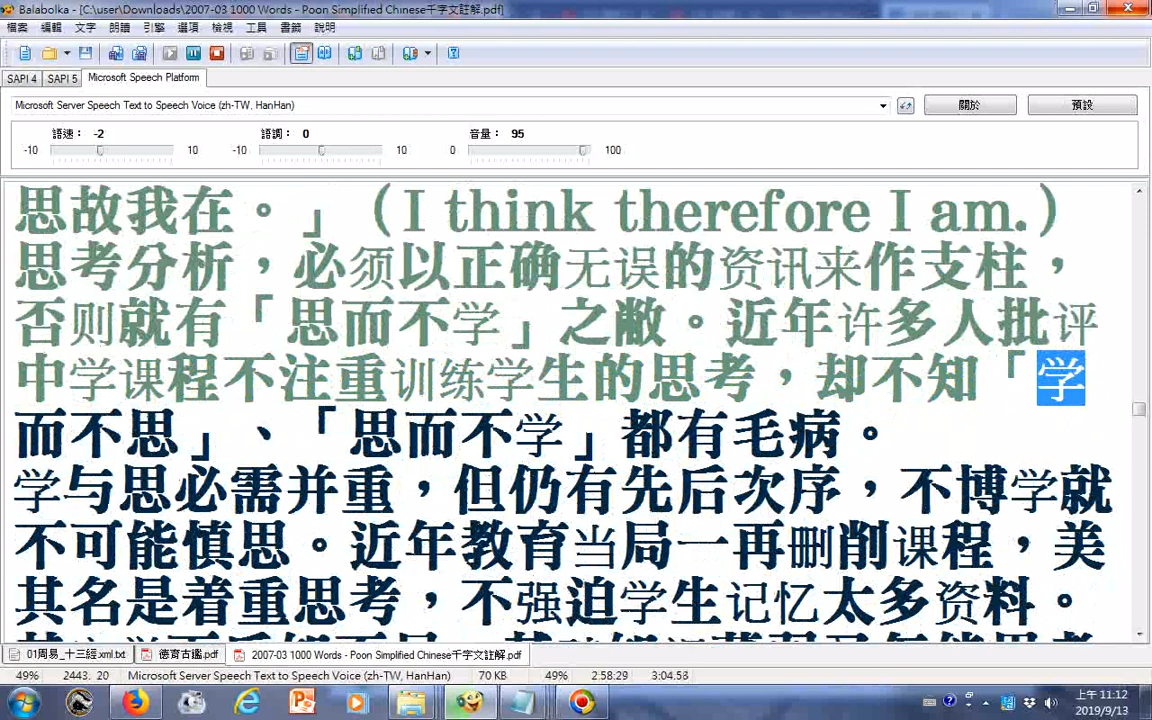 Balabolka - [C:\user\Downloads\2007-03 1000 Words - Poon Simplified Chinese千字文註解.pdf]
檔案 編輯 文字 朗讀 引擎 選項 檢視 工具 書籤 說明
SAPI 4 SAPI 5 Microsoft Speech Platform
Microsoft Server Speech Text to Speech Voice (zh-TW, HanHan) 關於 預設
語速： -2 語調： 0 音量： 95
-10 10 -10 10 0 100
思故我在。」（I think therefore I am.）
思考分析，必须以正确无误的资讯来作支柱，
否则就有「思而不学」之敝。近年许多人批评
中学课程不注重训练学生的思考，却不知「学
而不思」、「思而不学」都有毛病。
学与思必需并重，但仍有先后次序，不博学就
不可能慎思。近年教育当局一再删削课程，美
其名是着重思考，不强迫学生记忆太多资料。
01周易_十三經.xml.txt 德育古鑑.pdf 2007-03 1000 Words - Poon Simplified Chinese千字文註解.pdf
49% 2443. 20 Microsoft Server Speech Text to Speech Voice (zh-TW, HanHan) 70 KB 49% 2:58:29 3:04.58
上午 11:12
2019/9/13